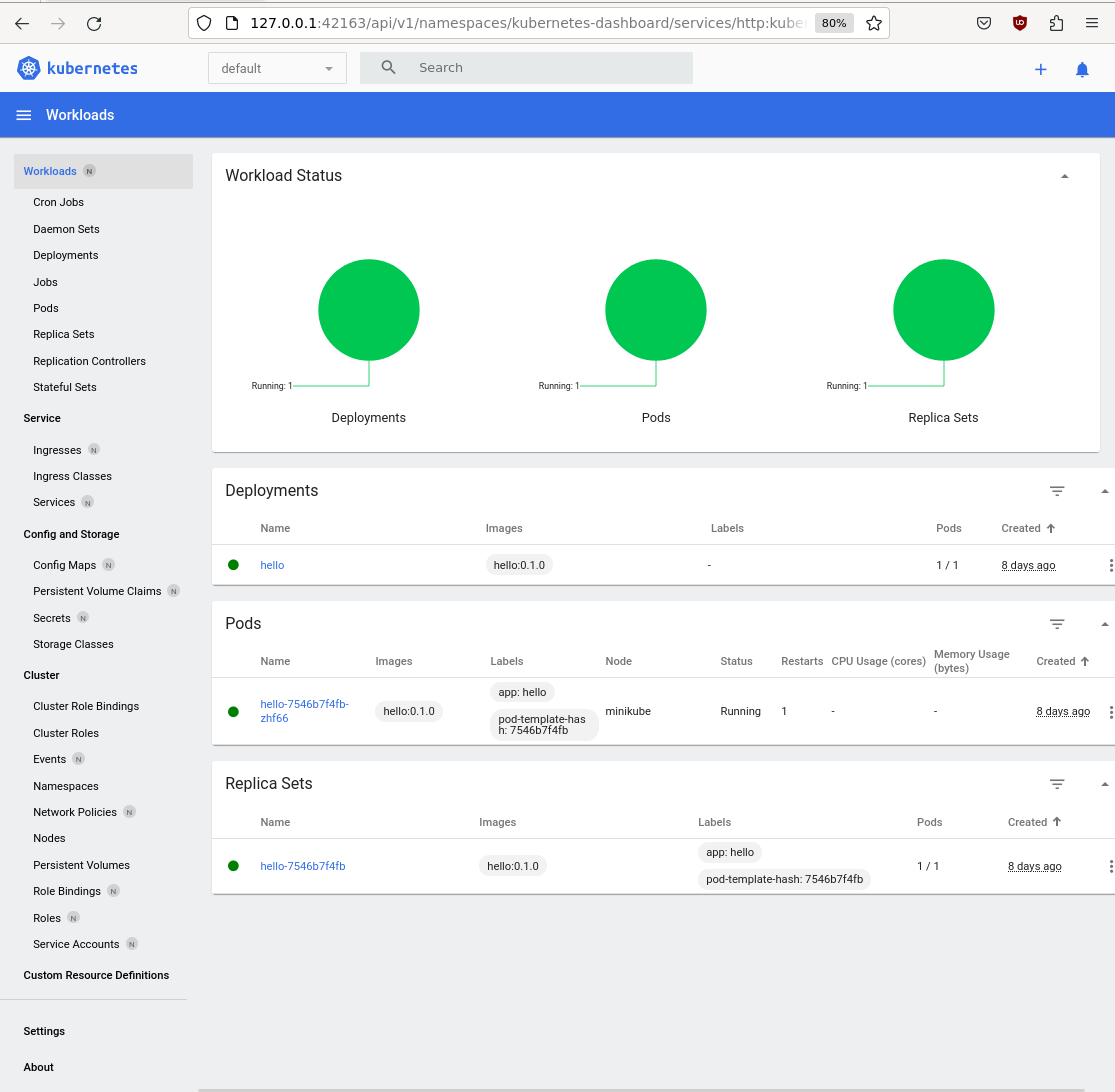 127.0.0.1:42163/api/v1/namespaces/kubernetes-dashboard/services/http:kube
80%
kubernetes
default
Search
Workloads
Workloads N
Cron Jobs
Daemon Sets
Deployments
Jobs
Pods
Replica Sets
Replication Controllers
Stateful Sets
Service
Ingresses N
Ingress Classes
Services N
Config and Storage
Config Maps N
Persistent Volume Claims N
Secrets N
Storage Classes
Cluster
Cluster Role Bindings
Cluster Roles
Events N
Namespaces
Network Policies N
Nodes
Persistent Volumes
Role Bindings N
Roles N
Service Accounts N
Custom Resource Definitions
Settings
About
Workload Status
Running: 1
Deployments
Running: 1
Pods
Running: 1
Replica Sets
Deployments
Name Images Labels Pods Created
hello hello:0.1.0 - 1 / 1 8 days ago
Pods
Name Images Labels Node Status Restarts CPU Usage (cores) Memory Usage
(bytes) Created
hello-7546b7f4fb-
zhf66
hello:0.1.0
app: hello
pod-template-has
h: 7546b7f4fb
minikube Running 1 - - 8 days ago
Replica Sets
Name Images Labels Pods Created
hello-7546b7f4fb hello:0.1.0
app: hello
pod-template-hash: 7546b7f4fb
1 / 1 8 days ago